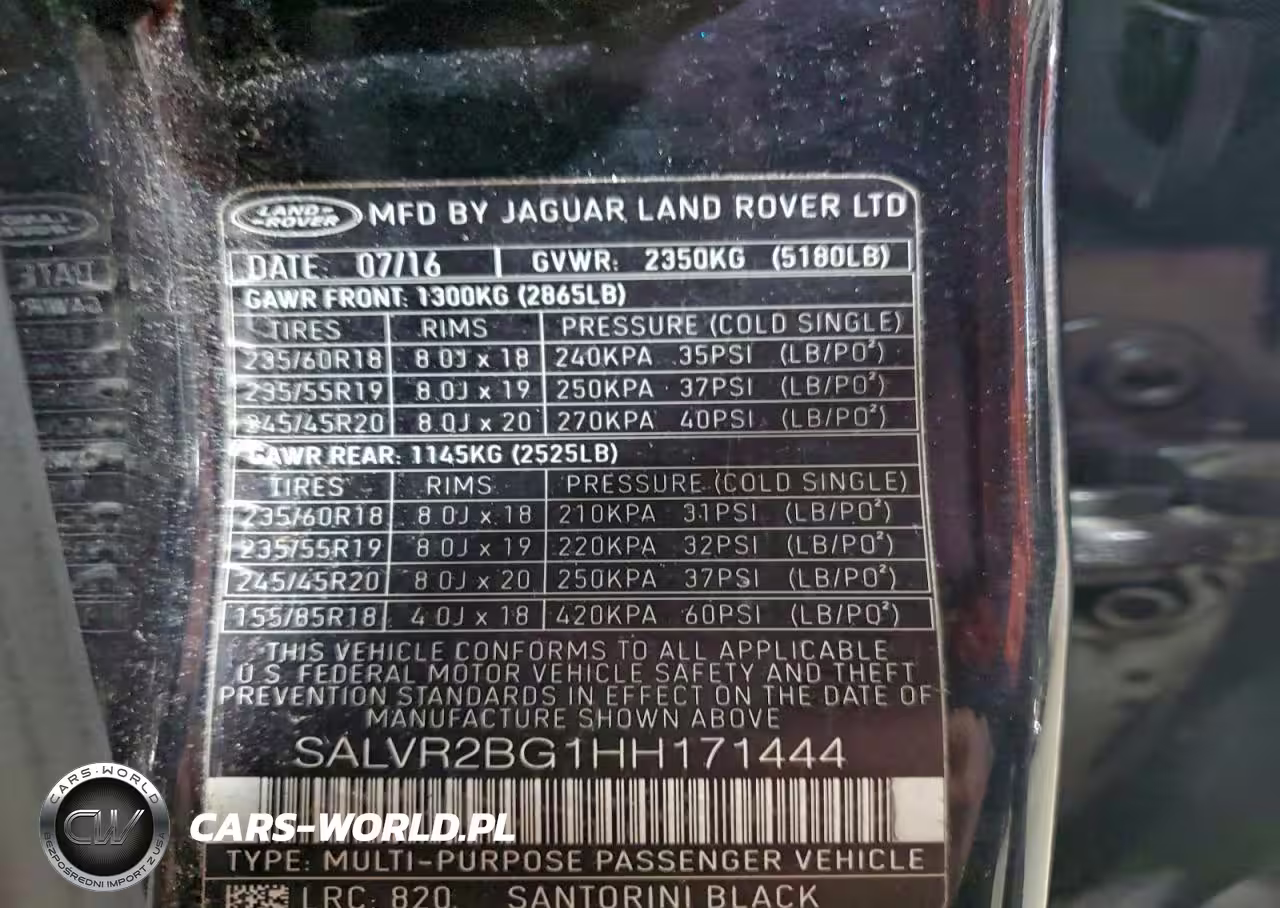 LAND ROVER MFD BY JAGUAR LAND ROVER LTD
DATE: 07/16 GVWR: 2350KG (5180LB)
GAWR FRONT: 1300KG (2865LB)
TIRES RIMS PRESSURE (COLD SINGLE)
235/60R18 8.0J x 18 240KPA 35PSI (LB/PO²)
235/55R19 8.0J x 19 250KPA 37PSI (LB/PO²)
245/45R20 8.0J x 20 270KPA 40PSI (LB/PO²)
GAWR REAR: 1145KG (2525LB)
TIRES RIMS PRESSURE (COLD SINGLE)
235/60R18 8.0J x 18 210KPA 31PSI (LB/PO²)
235/55R19 8.0J x 19 220KPA 32PSI (LB/PO²)
245/45R20 8.0J x 20 250KPA 37PSI (LB/PO²)
155/85R18 4.0J x 18 420KPA 60PSI (LB/PO²)
THIS VEHICLE CONFORMS TO ALL APPLICABLE
U.S. FEDERAL MOTOR VEHICLE SAFETY AND THEFT
PREVENTION STANDARDS IN EFFECT ON THE DATE OF
MANUFACTURE SHOWN ABOVE
SALVR2BG1HH171444
TYPE: MULTI-PURPOSE PASSENGER VEHICLE
LRC: 820 SANTORINI BLACK
CARS-WORLD
CW
BEZPOŚREDNI IMPORT Z USA
CARS-WORLD.PL